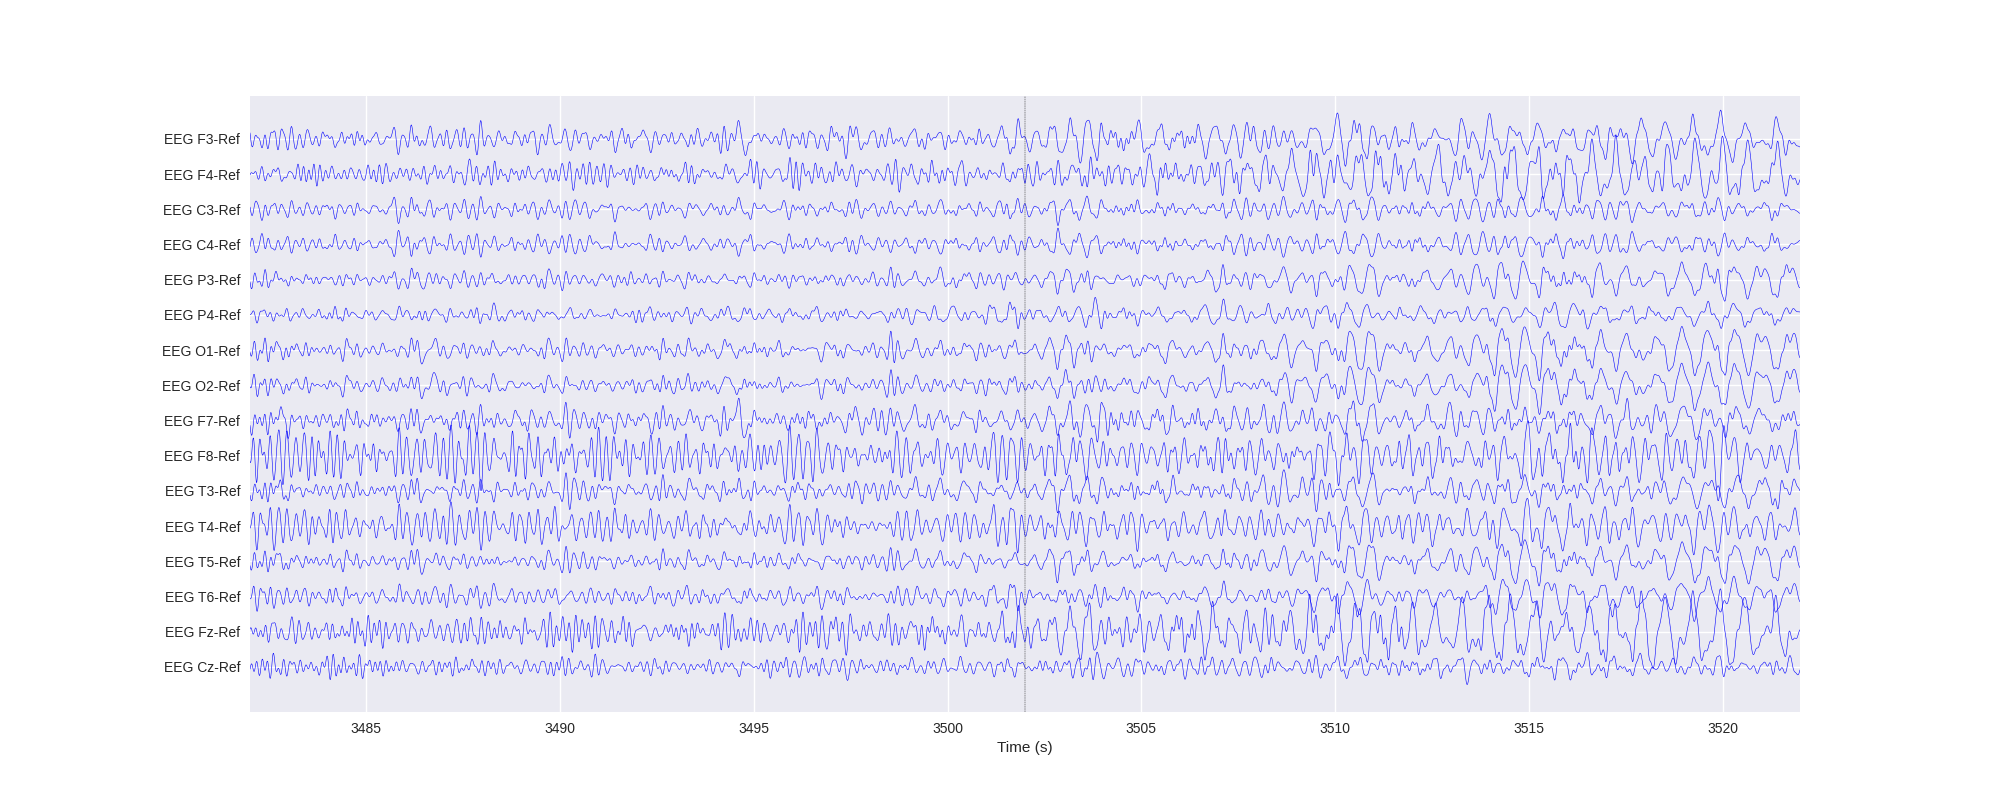 EEG F3-Ref
EEG F4-Ref
EEG C3-Ref
EEG C4-Ref
EEG P3-Ref
EEG P4-Ref
EEG O1-Ref
EEG O2-Ref
EEG F7-Ref
EEG F8-Ref
EEG T3-Ref
EEG T4-Ref
EEG T5-Ref
EEG T6-Ref
EEG Fz-Ref
EEG Cz-Ref
3485 3490 3495 3500 3505 3510 3515 3520
Time (s)